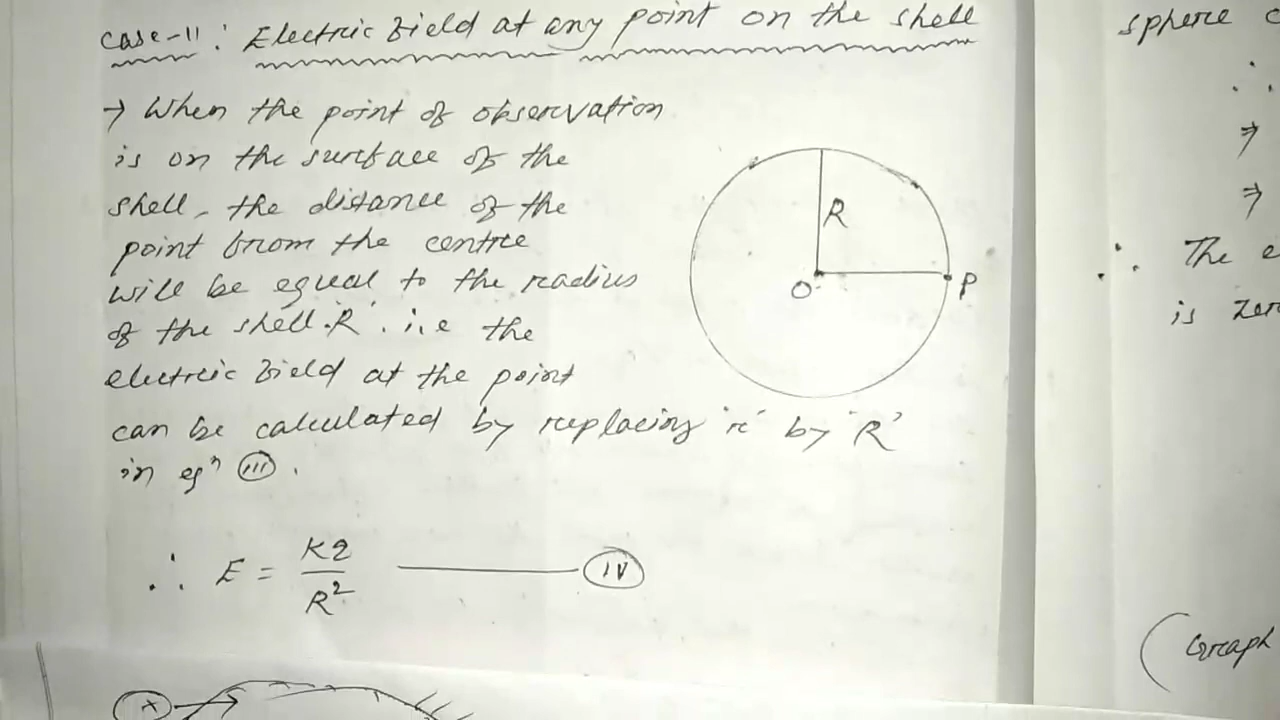 case-II : Electric field at any point on the shell
→ When the point of observation
is on the surface of the
shell, the distance of the
point from the centre
will be equal to the radius
of the shell 'R'. i.e the
electric field at the point
can be calculated by replacing 'r' by 'R'
in eqⁿ (III).
∴ E = Kq / R² —— (IV)
R
O
P
+
sphere
∴
⇒
⇒
∴ The e
is zer
(Graph